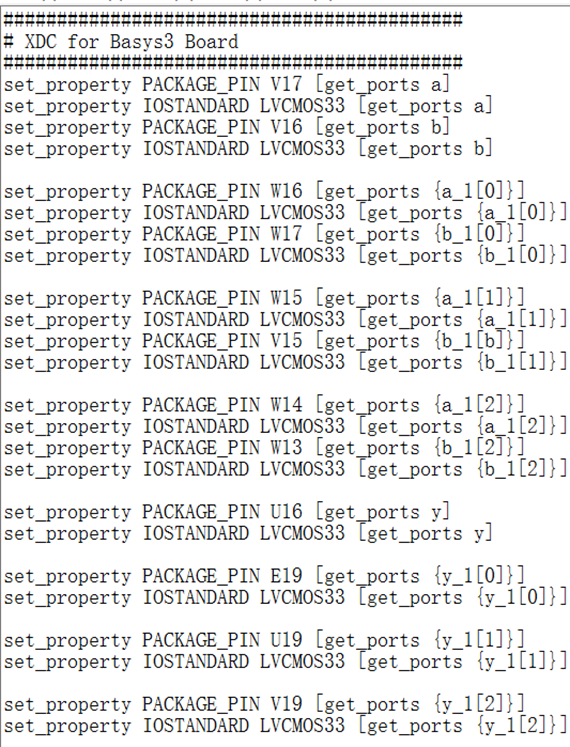 ###########################################
# XDC for Basys3 Board
###########################################
set_property PACKAGE_PIN V17 [get_ports a]
set_property IOSTANDARD LVCMOS33 [get_ports a]
set_property PACKAGE_PIN V16 [get_ports b]
set_property IOSTANDARD LVCMOS33 [get_ports b]
set_property PACKAGE_PIN W16 [get_ports {a_1[0]}]
set_property IOSTANDARD LVCMOS33 [get_ports {a_1[0]}]
set_property PACKAGE_PIN W17 [get_ports {b_1[0]}]
set_property IOSTANDARD LVCMOS33 [get_ports {b_1[0]}]
set_property PACKAGE_PIN W15 [get_ports {a_1[1]}]
set_property IOSTANDARD LVCMOS33 [get_ports {a_1[1]}]
set_property PACKAGE_PIN V15 [get_ports {b_1[b]}]
set_property IOSTANDARD LVCMOS33 [get_ports {b_1[1]}]
set_property PACKAGE_PIN W14 [get_ports {a_1[2]}]
set_property IOSTANDARD LVCMOS33 [get_ports {a_1[2]}]
set_property PACKAGE_PIN W13 [get_ports {b_1[2]}]
set_property IOSTANDARD LVCMOS33 [get_ports {b_1[2]}]
set_property PACKAGE_PIN U16 [get_ports y]
set_property IOSTANDARD LVCMOS33 [get_ports y]
set_property PACKAGE_PIN E19 [get_ports {y_1[0]}]
set_property IOSTANDARD LVCMOS33 [get_ports {y_1[0]}]
set_property PACKAGE_PIN U19 [get_ports {y_1[1]}]
set_property IOSTANDARD LVCMOS33 [get_ports {y_1[1]}]
set_property PACKAGE_PIN V19 [get_ports {y_1[2]}]
set_property IOSTANDARD LVCMOS33 [get_ports {y_1[2]}]